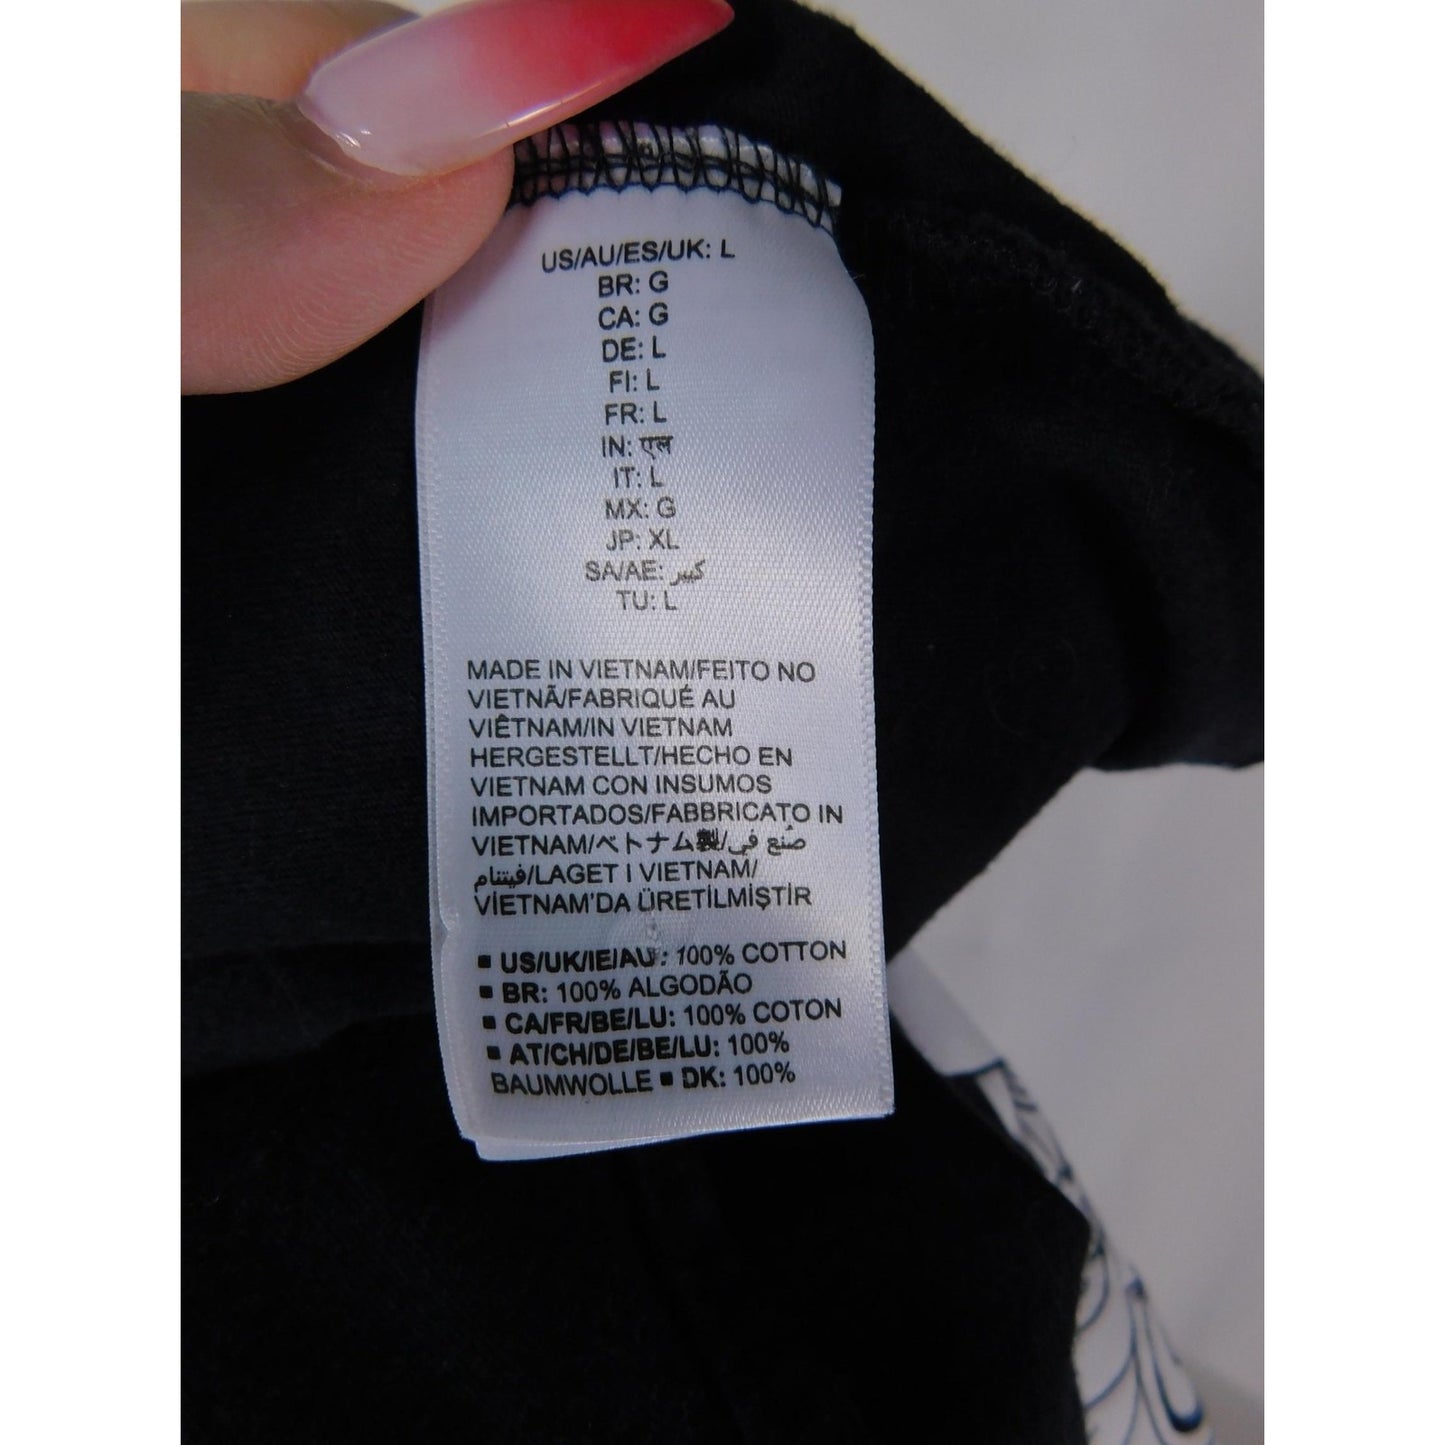 US/AU/ES/UK: L
BR: G
CA: G
DE: L
FI: L
FR: L
IN: एल
IT: L
MX: G
JP: XL
SA/AE: كبير
TU: L
MADE IN VIETNAM/FEITO NO
VIETNÃ/FABRIQUÉ AU
VIÊTNAM/IN VIETNAM
HERGESTELLT/HECHO EN
VIETNAM CON INSUMOS
IMPORTADOS/FABBRICATO IN
VIETNAM/ベトナム製/صُنع في
فيتنام/LAGET I VIETNAM/
VİETNAM'DA ÜRETİLMİŞTİR
▪ US/UK/IE/AU: 100% COTTON
▪ BR: 100% ALGODÃO
▪ CA/FR/BE/LU: 100% COTON
▪ AT/CH/DE/BE/LU: 100%
BAUMWOLLE ▪ DK: 100%